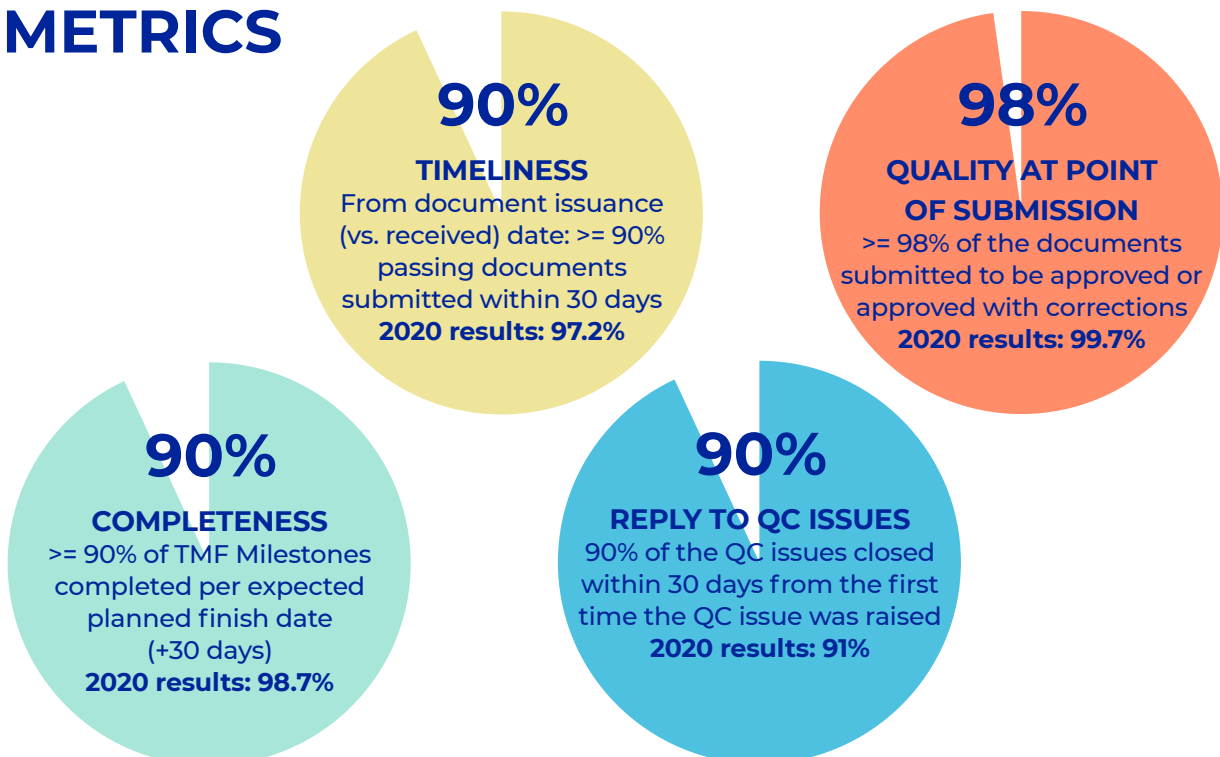 METRICS
90%
TIMELINESS
From document issuance
(vs. received) date: >= 90%
passing documents
submitted within 30 days
2020 results: 97.2%
98%
QUALITY AT POINT
OF SUBMISSION
>= 98% of the documents
submitted to be approved or
approved with corrections
2020 results: 99.7%
90%
COMPLETENESS
>= 90% of TMF Milestones
completed per expected
planned finish date
(+30 days)
2020 results: 98.7%
90%
REPLY TO QC ISSUES
90% of the QC issues closed
within 30 days from the first
time the QC issue was raised
2020 results: 91%